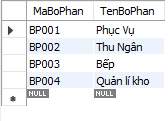 MaBoPhan TenBoPhan
BP001 Phục Vụ
BP002 Thu Ngân
BP003 Bếp
BP004 Quản lí kho
NULL NULL